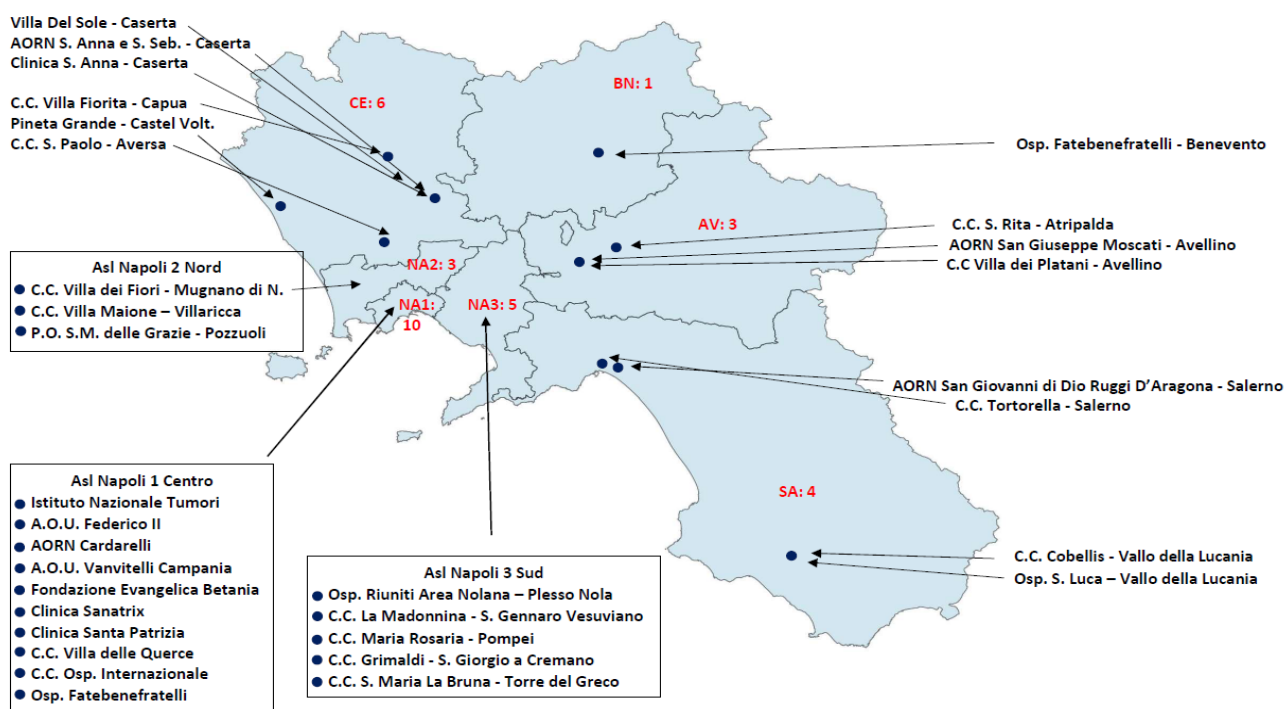 Villa Del Sole - Caserta
AORN S. Anna e S. Seb. - Caserta
Clinica S. Anna - Caserta
C.C. Villa Fiorita - Capua
Pineta Grande - Castel Volt.
C.C. S. Paolo - Aversa
CE: 6
BN: 1
Osp. Fatebenefratelli - Benevento
AV: 3
C.C. S. Rita - Atripalda
AORN San Giuseppe Moscati - Avellino
C.C Villa dei Platani - Avellino
NA2: 3
NA1:
10
NA3: 5
Asl Napoli 2 Nord
C.C. Villa dei Fiori - Mugnano di N.
C.C. Villa Maione – Villaricca
P.O. S.M. delle Grazie - Pozzuoli
AORN San Giovanni di Dio Ruggi D’Aragona - Salerno
C.C. Tortorella - Salerno
SA: 4
C.C. Cobellis - Vallo della Lucania
Osp. S. Luca – Vallo della Lucania
Asl Napoli 1 Centro
Istituto Nazionale Tumori
A.O.U. Federico II
AORN Cardarelli
A.O.U. Vanvitelli Campania
Fondazione Evangelica Betania
Clinica Sanatrix
Clinica Santa Patrizia
C.C. Villa delle Querce
C.C. Osp. Internazionale
Osp. Fatebenefratelli
Asl Napoli 3 Sud
Osp. Riuniti Area Nolana – Plesso Nola
C.C. La Madonnina - S. Gennaro Vesuviano
C.C. Maria Rosaria - Pompei
C.C. Grimaldi - S. Giorgio a Cremano
C.C. S. Maria La Bruna - Torre del Greco